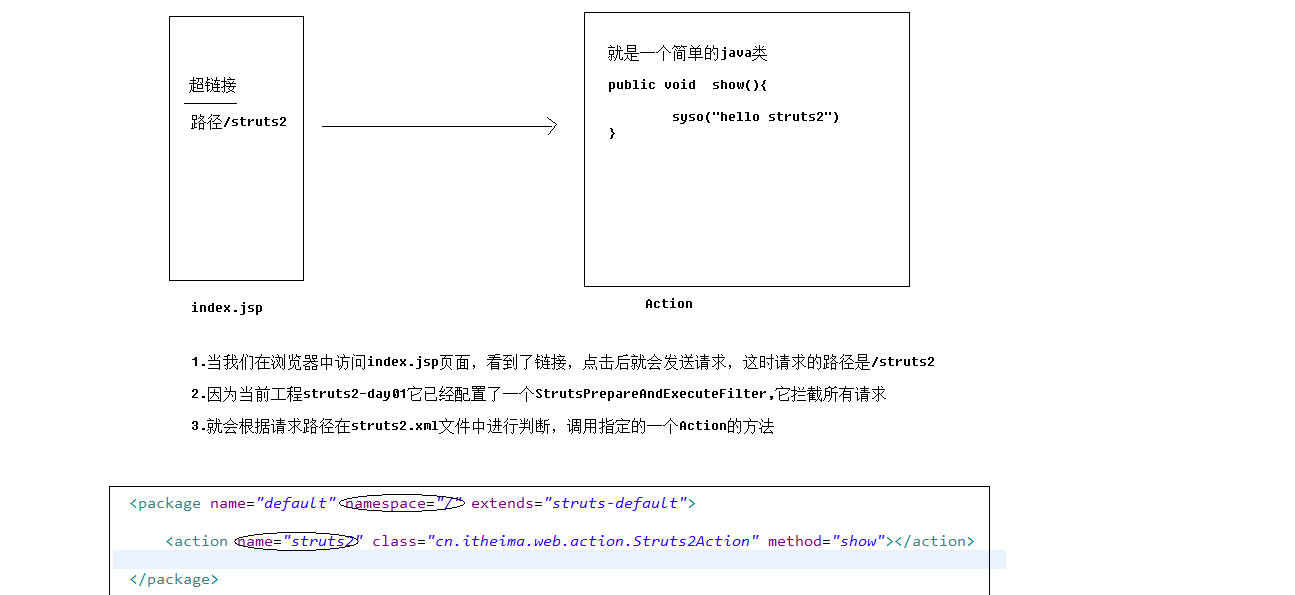 超链接
路径/struts2
就是一个简单的java类
public void  show(){
syso("hello struts2")
}
index.jsp
Action
1.当我们在浏览器中访问index.jsp页面，看到了链接，点击后就会发送请求，这时请求的路径是/struts2
2.因为当前工程struts2-day01它已经配置了一个StrutsPrepareAndExecuteFilter,它拦截所有请求
3.就会根据请求路径在struts2.xml文件中进行判断，调用指定的一个Action的方法
<package name="default" namespace="/" extends="struts-default">
<action name="struts2" class="cn.itheima.web.action.Struts2Action" method="show"></action>
</package>